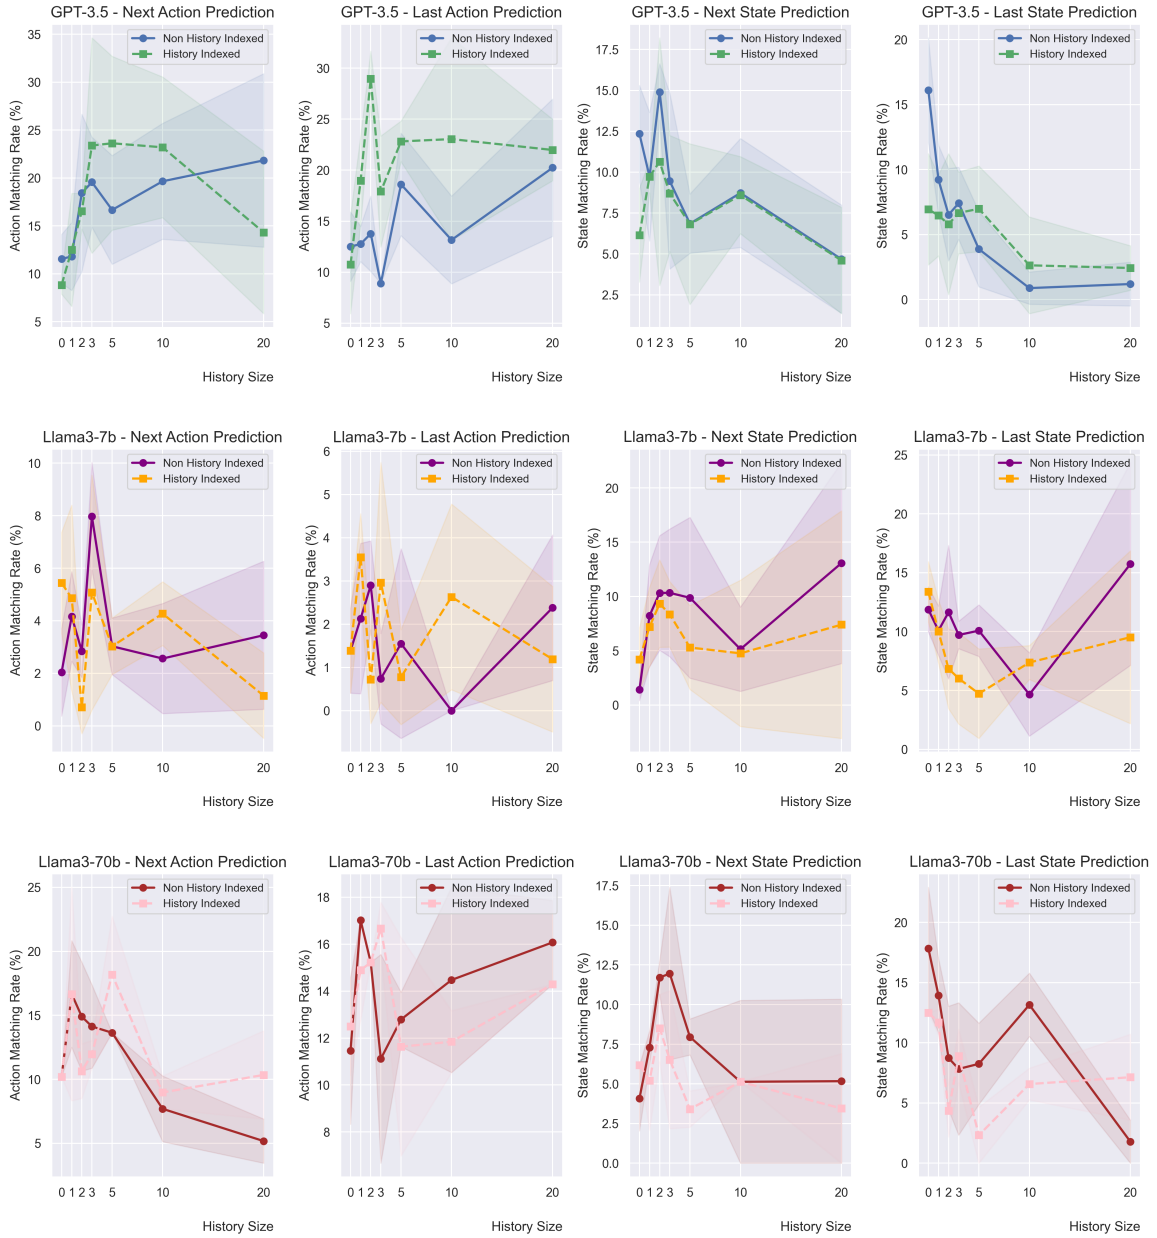 GPT-3.5 - Next Action Prediction
Action Matching Rate (%)
35
30
25
20
15
10
5
Non History Indexed
History Indexed
0 1 2 3 5 10 20
History Size
GPT-3.5 - Last Action Prediction
Action Matching Rate (%)
30
25
20
15
10
5
Non History Indexed
History Indexed
0 1 2 3 5 10 20
History Size
GPT-3.5 - Next State Prediction
State Matching Rate (%)
17.5
15.0
12.5
10.0
7.5
5.0
2.5
Non History Indexed
History Indexed
0 1 2 3 5 10 20
History Size
GPT-3.5 - Last State Prediction
State Matching Rate (%)
20
15
10
5
0
Non History Indexed
History Indexed
0 1 2 3 5 10 20
History Size
Llama3-7b - Next Action Prediction
Action Matching Rate (%)
10
8
6
4
2
0
Non History Indexed
History Indexed
0 1 2 3 5 10 20
History Size
Llama3-7b - Last Action Prediction
Action Matching Rate (%)
6
5
4
3
2
1
0
Non History Indexed
History Indexed
0 1 2 3 5 10 20
History Size
Llama3-7b - Next State Prediction
State Matching Rate (%)
20
15
10
5
0
Non History Indexed
History Indexed
0 1 2 3 5 10 20
History Size
Llama3-7b - Last State Prediction
State Matching Rate (%)
25
20
15
10
5
0
Non History Indexed
History Indexed
0 1 2 3 5 10 20
History Size
Llama3-70b - Next Action Prediction
Action Matching Rate (%)
25
20
15
10
5
Non History Indexed
History Indexed
0 1 2 3 5 10 20
History Size
Llama3-70b - Last Action Prediction
Action Matching Rate (%)
18
16
14
12
10
8
Non History Indexed
History Indexed
0 1 2 3 5 10 20
History Size
Llama3-70b - Next State Prediction
State Matching Rate (%)
17.5
15.0
12.5
10.0
7.5
5.0
2.5
0.0
Non History Indexed
History Indexed
0 1 2 3 5 10 20
History Size
Llama3-70b - Last State Prediction
State Matching Rate (%)
20
15
10
5
0
Non History Indexed
History Indexed
0 1 2 3 5 10 20
History Size